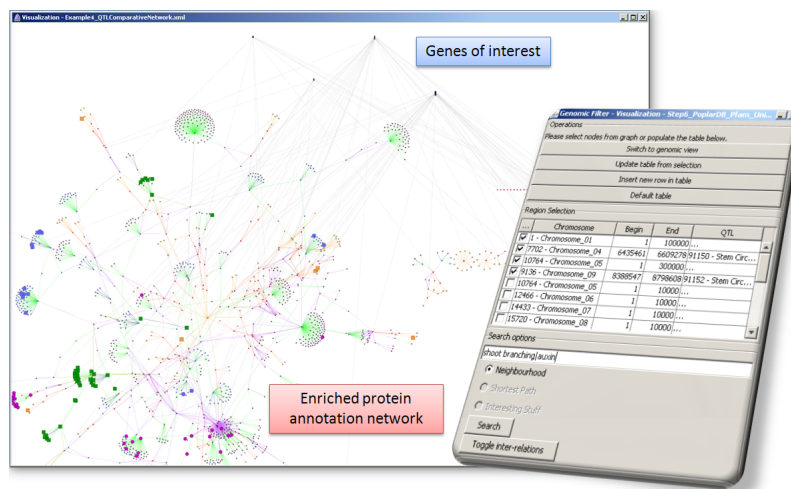 Visualization - Example4_QTLComparativeNetwork.xml
Genes of interest
Enriched protein
annotation network
Genomic Filter - Visualization - Step6_PoplarDB_Pfam_Uni...
Operations
Please select nodes from graph or populate the table below.
Switch to genomic view
Update table from selection
Insert new row in table
Default table
Region Selection
... Chromosome Begin End QTL
1 - Chromosome_01 1 100000 ...
7702 - Chromosome_04 6435461 6609278 91150 - Stem Circ...
10764 - Chromosome_05 1 300000 ...
9136 - Chromosome_09 8388547 8798608 91152 - Stem Circ...
10764 - Chromosome_05 1 10000 ...
12466 - Chromosome_06 1 10000 ...
14433 - Chromosome_07 1 10000 ...
15720 - Chromosome_08 1 10000 ...
Search options
shoot branching|auxin
Neighbourhood
Shortest Path
Interesting Stuff
Search
Toggle inter-relations